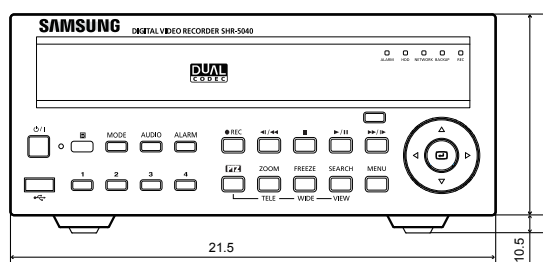 SAMSUNG DIGITAL VIDEO RECORDER SHR-5040
ALARM HDD NETWORK BACKUP REC
DUAL
CODEC
MODE AUDIO ALARM
REC
1 2 3 4
ZOOM FREEZE SEARCH MENU
TELE WIDE VIEW
21.5
10.5